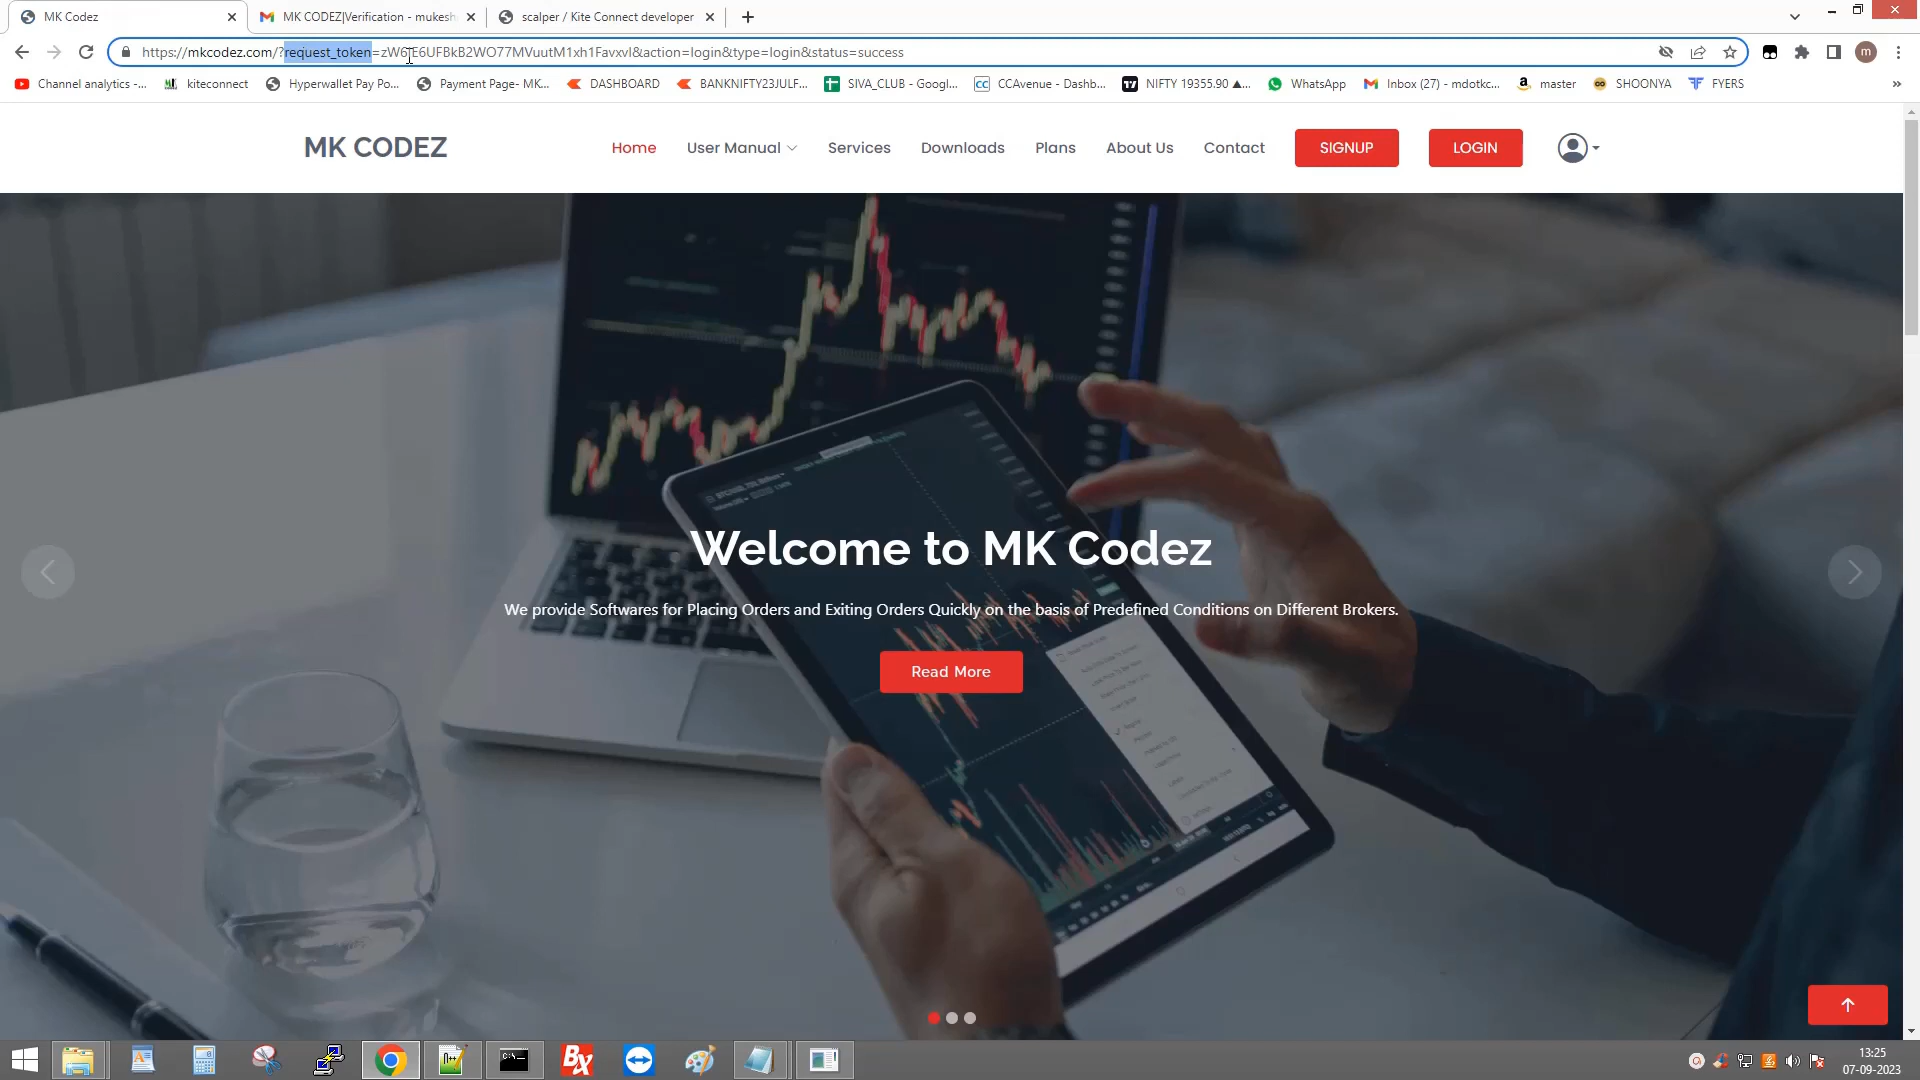 MK Codez
MK CODEZ|Verification - mukesh
scalper / Kite Connect developer
https://mkcodez.com/?request_token=zW6jE6UFBkB2WO77MVuutM1xh1FavxvI&action=login&type=login&status=success
m
Channel analytics -...
kiteconnect
Hyperwallet Pay Po...
Payment Page- MK...
DASHBOARD
BANKNIFTY23JULF...
SIVA_CLUB - Googl...
CC
CCAvenue - Dashb...
NIFTY 19355.90 ▲...
WhatsApp
Inbox (27) - mdotkc...
master
SHOONYA
FYERS
»
MK CODEZ
Home
User Manual
Services
Downloads
Plans
About Us
Contact
SIGNUP
LOGIN
Welcome to MK Codez
We provide Softwares for Placing Orders and Exiting Orders Quickly on the basis of Predefined Conditions on Different Brokers.
Read More
BX
13:25
07-09-2023